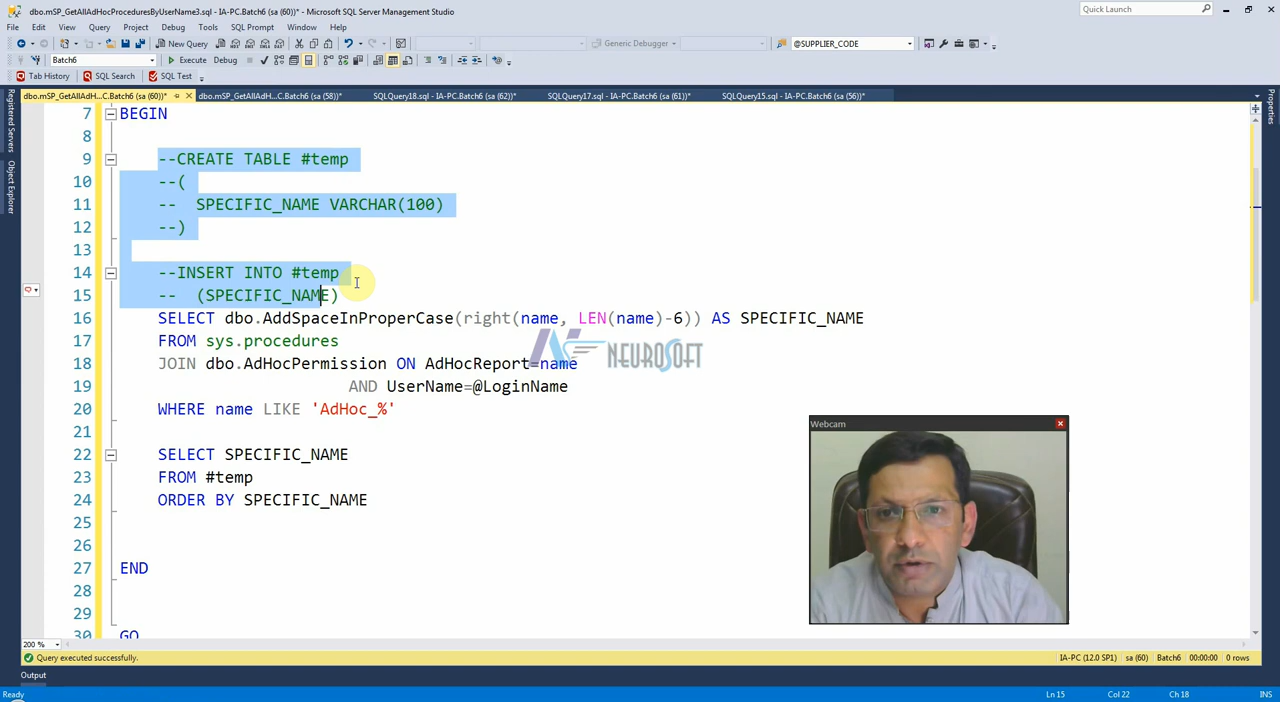 dbo.mSP_GetAllAdHocProceduresByUserName3.sql - IA-PC.Batch6 (sa (60))* - Microsoft SQL Server Management Studio
Quick Launch
File Edit View Query Project Debug Tools SQL Prompt Window Help
New Query
Generic Debugger
@SUPPLIER_CODE
Batch6
Execute Debug
Tab History SQL Search SQL Test
dbo.mSP_GetAllAdH...C.Batch6 (sa (60))* dbo.mSP_GetAllAdH...C.Batch6 (sa (58))* SQLQuery18.sql - IA-PC.Batch6 (sa (62))* SQLQuery17.sql - IA-PC.Batch6 (sa (61))* SQLQuery15.sql - IA-PC.Batch6 (sa (56))*
Registered Servers
Object Explorer
Properties
7 BEGIN
8
9 --CREATE TABLE #temp
10 --(
11 --  SPECIFIC_NAME VARCHAR(100)
12 --)
13
14 --INSERT INTO #temp
15 --  (SPECIFIC_NAME)
16 SELECT dbo.AddSpaceInProperCase(right(name, LEN(name)-6)) AS SPECIFIC_NAME
17 FROM sys.procedures
18 JOIN dbo.AdHocPermission ON AdHocReport=name
19 AND UserName=@LoginName
20 WHERE name LIKE 'AdHoc_%'
21
22 SELECT SPECIFIC_NAME
23 FROM #temp
24 ORDER BY SPECIFIC_NAME
25
26
27 END
28
29
30 GO
NEUROSOFT
Webcam
200 %
Query executed successfully.
IA-PC (12.0 SP1) sa (60) Batch6 00:00:00 0 rows
Output
Ready
Ln 15 Col 22 Ch 18 INS